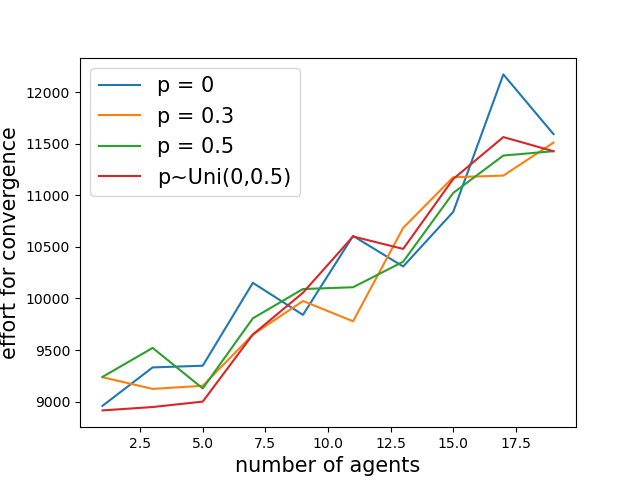 p = 0
p = 0.3
p = 0.5
p~Uni(0,0.5)
effort for convergence
12000
11500
11000
10500
10000
9500
9000
2.5 5.0 7.5 10.0 12.5 15.0 17.5
number of agents